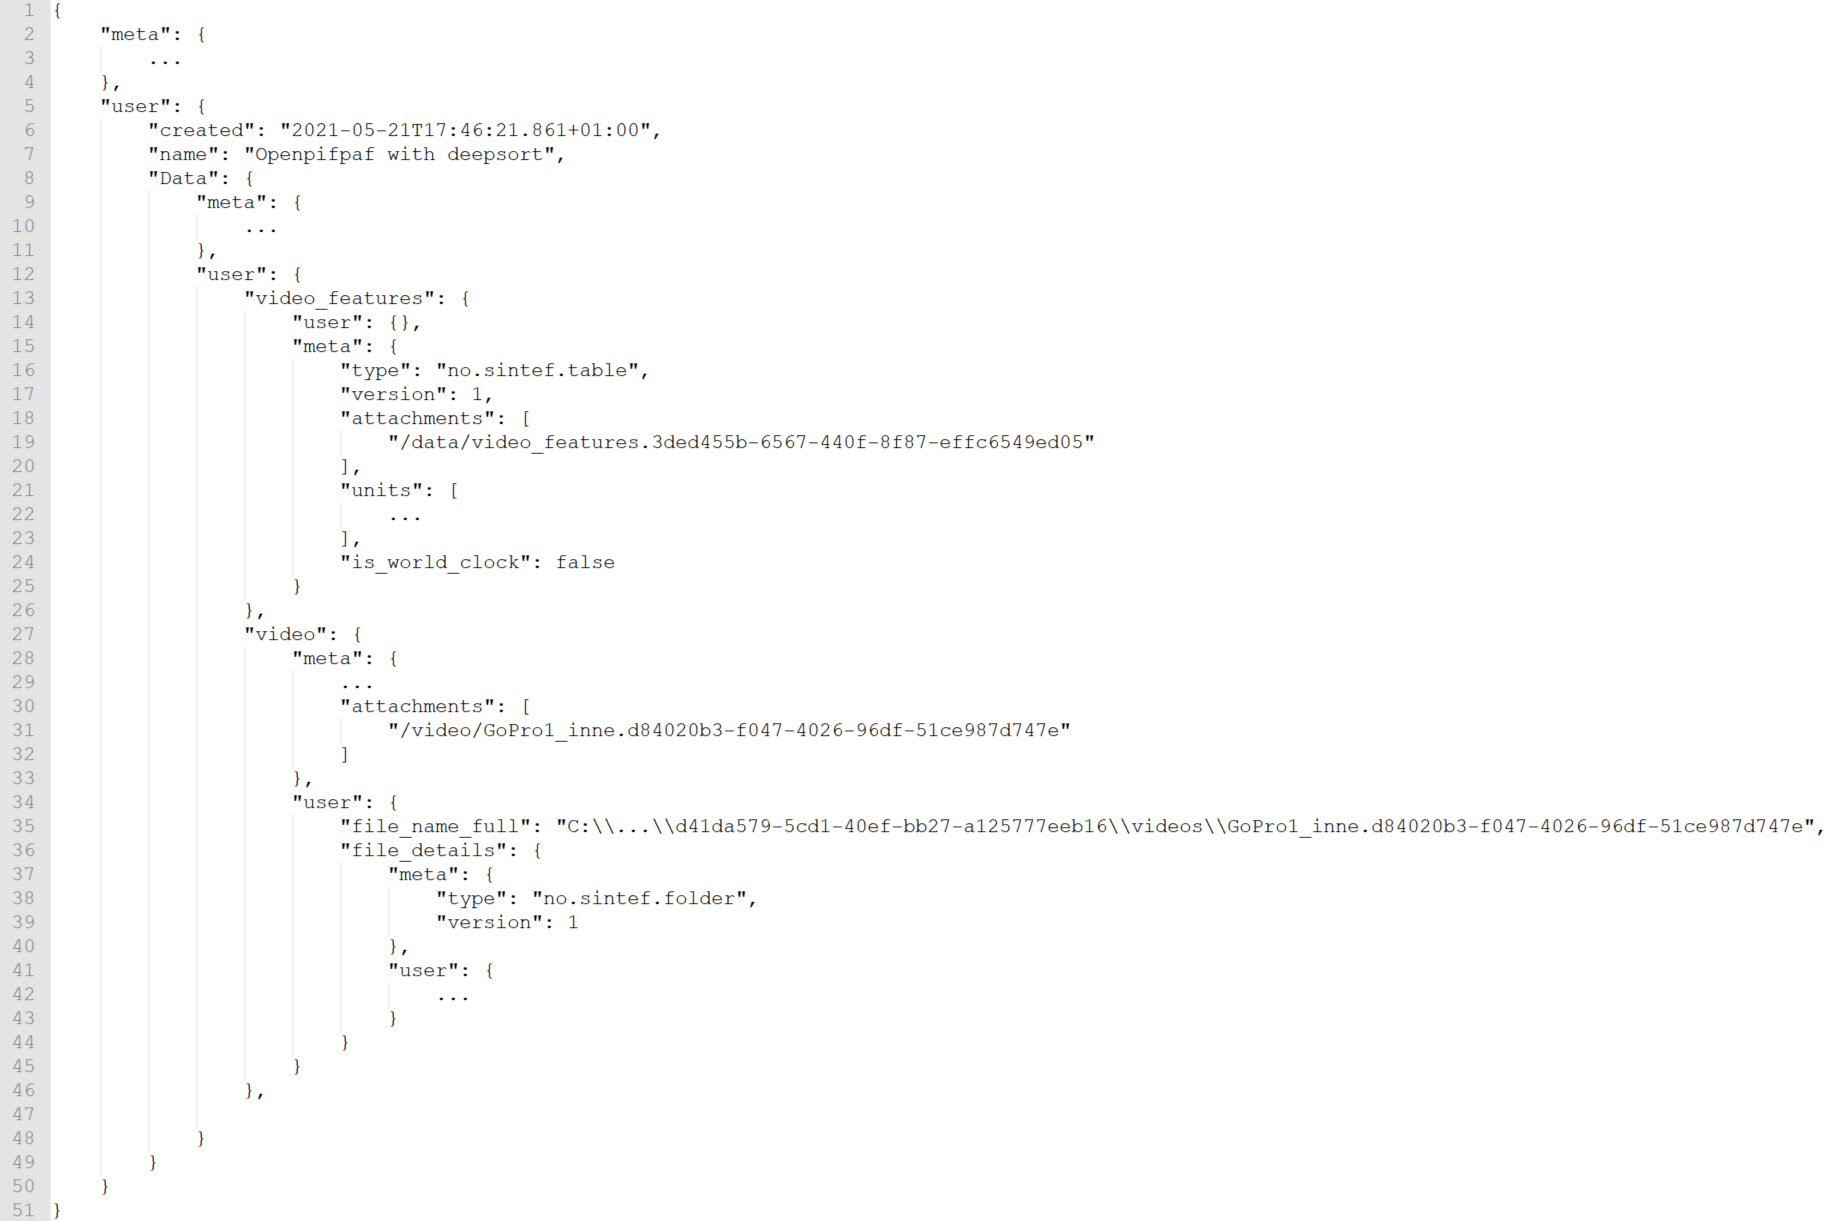 1 {
2     "meta": {
3         ...
4     },
5     "user": {
6         "created": "2021-05-21T17:46:21.861+01:00",
7         "name": "Openpifpaf with deepsort",
8         "Data": {
9             "meta": {
10                 ...
11             },
12             "user": {
13                 "video_features": {
14                     "user": {},
15                     "meta": {
16                         "type": "no.sintef.table",
17                         "version": 1,
18                         "attachments": [
19                             "/data/video_features.3ded455b-6567-440f-8f87-effc6549ed05"
20                         ],
21                         "units": [
22                             ...
23                         ],
24                         "is_world_clock": false
25                     }
26                 },
27                 "video": {
28                     "meta": {
29                         ...
30                         "attachments": [
31                             "/video/GoPro1_inne.d84020b3-f047-4026-96df-51ce987d747e"
32                         ]
33                     },
34                     "user": {
35                         "file_name_full": "C:\\...\\d41da579-5cd1-40ef-bb27-a125777eeb16\\videos\\GoPro1_inne.d84020b3-f047-4026-96df-51ce987d747e",
36                         "file_details": {
37                             "meta": {
38                                 "type": "no.sintef.folder",
39                                 "version": 1
40                             },
41                             "user": {
42                                 ...
43                             }
44                         }
45                     }
46                 },
47
48             }
49         }
50     }
51 }